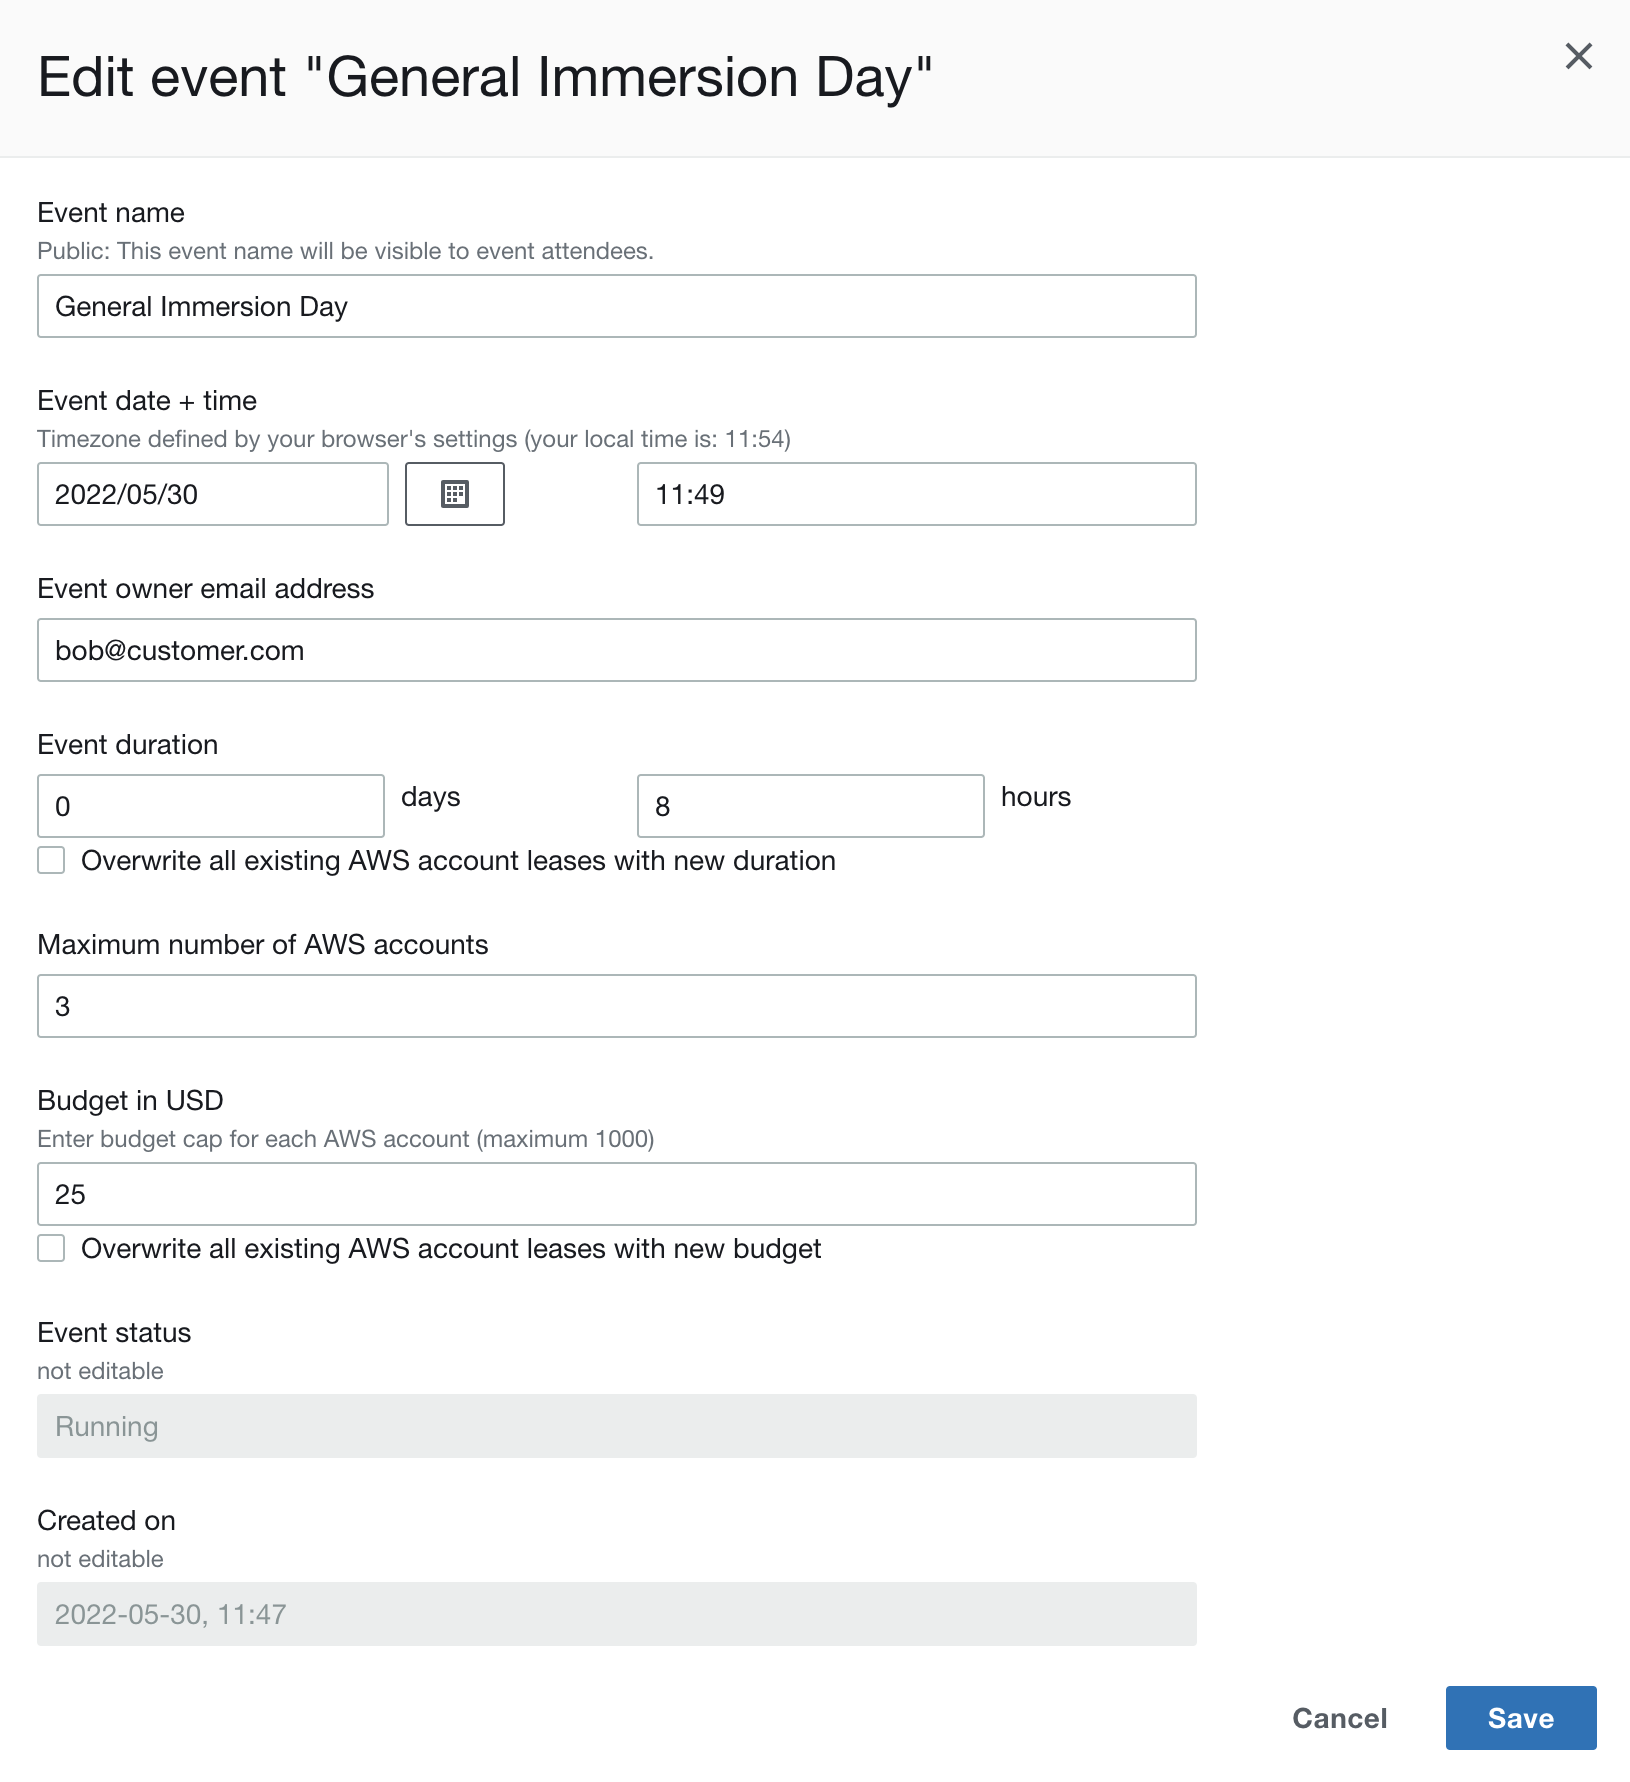 Edit event "General Immersion Day"
Event name
Public: This event name will be visible to event attendees.
General Immersion Day
Event date + time
Timezone defined by your browser's settings (your local time is: 11:54)
2022/05/30 11:49
Event owner email address
bob@customer.com
Event duration
0 days 8 hours
Overwrite all existing AWS account leases with new duration
Maximum number of AWS accounts
3
Budget in USD
Enter budget cap for each AWS account (maximum 1000)
25
Overwrite all existing AWS account leases with new budget
Event status
not editable
Running
Created on
not editable
2022-05-30, 11:47
Cancel Save